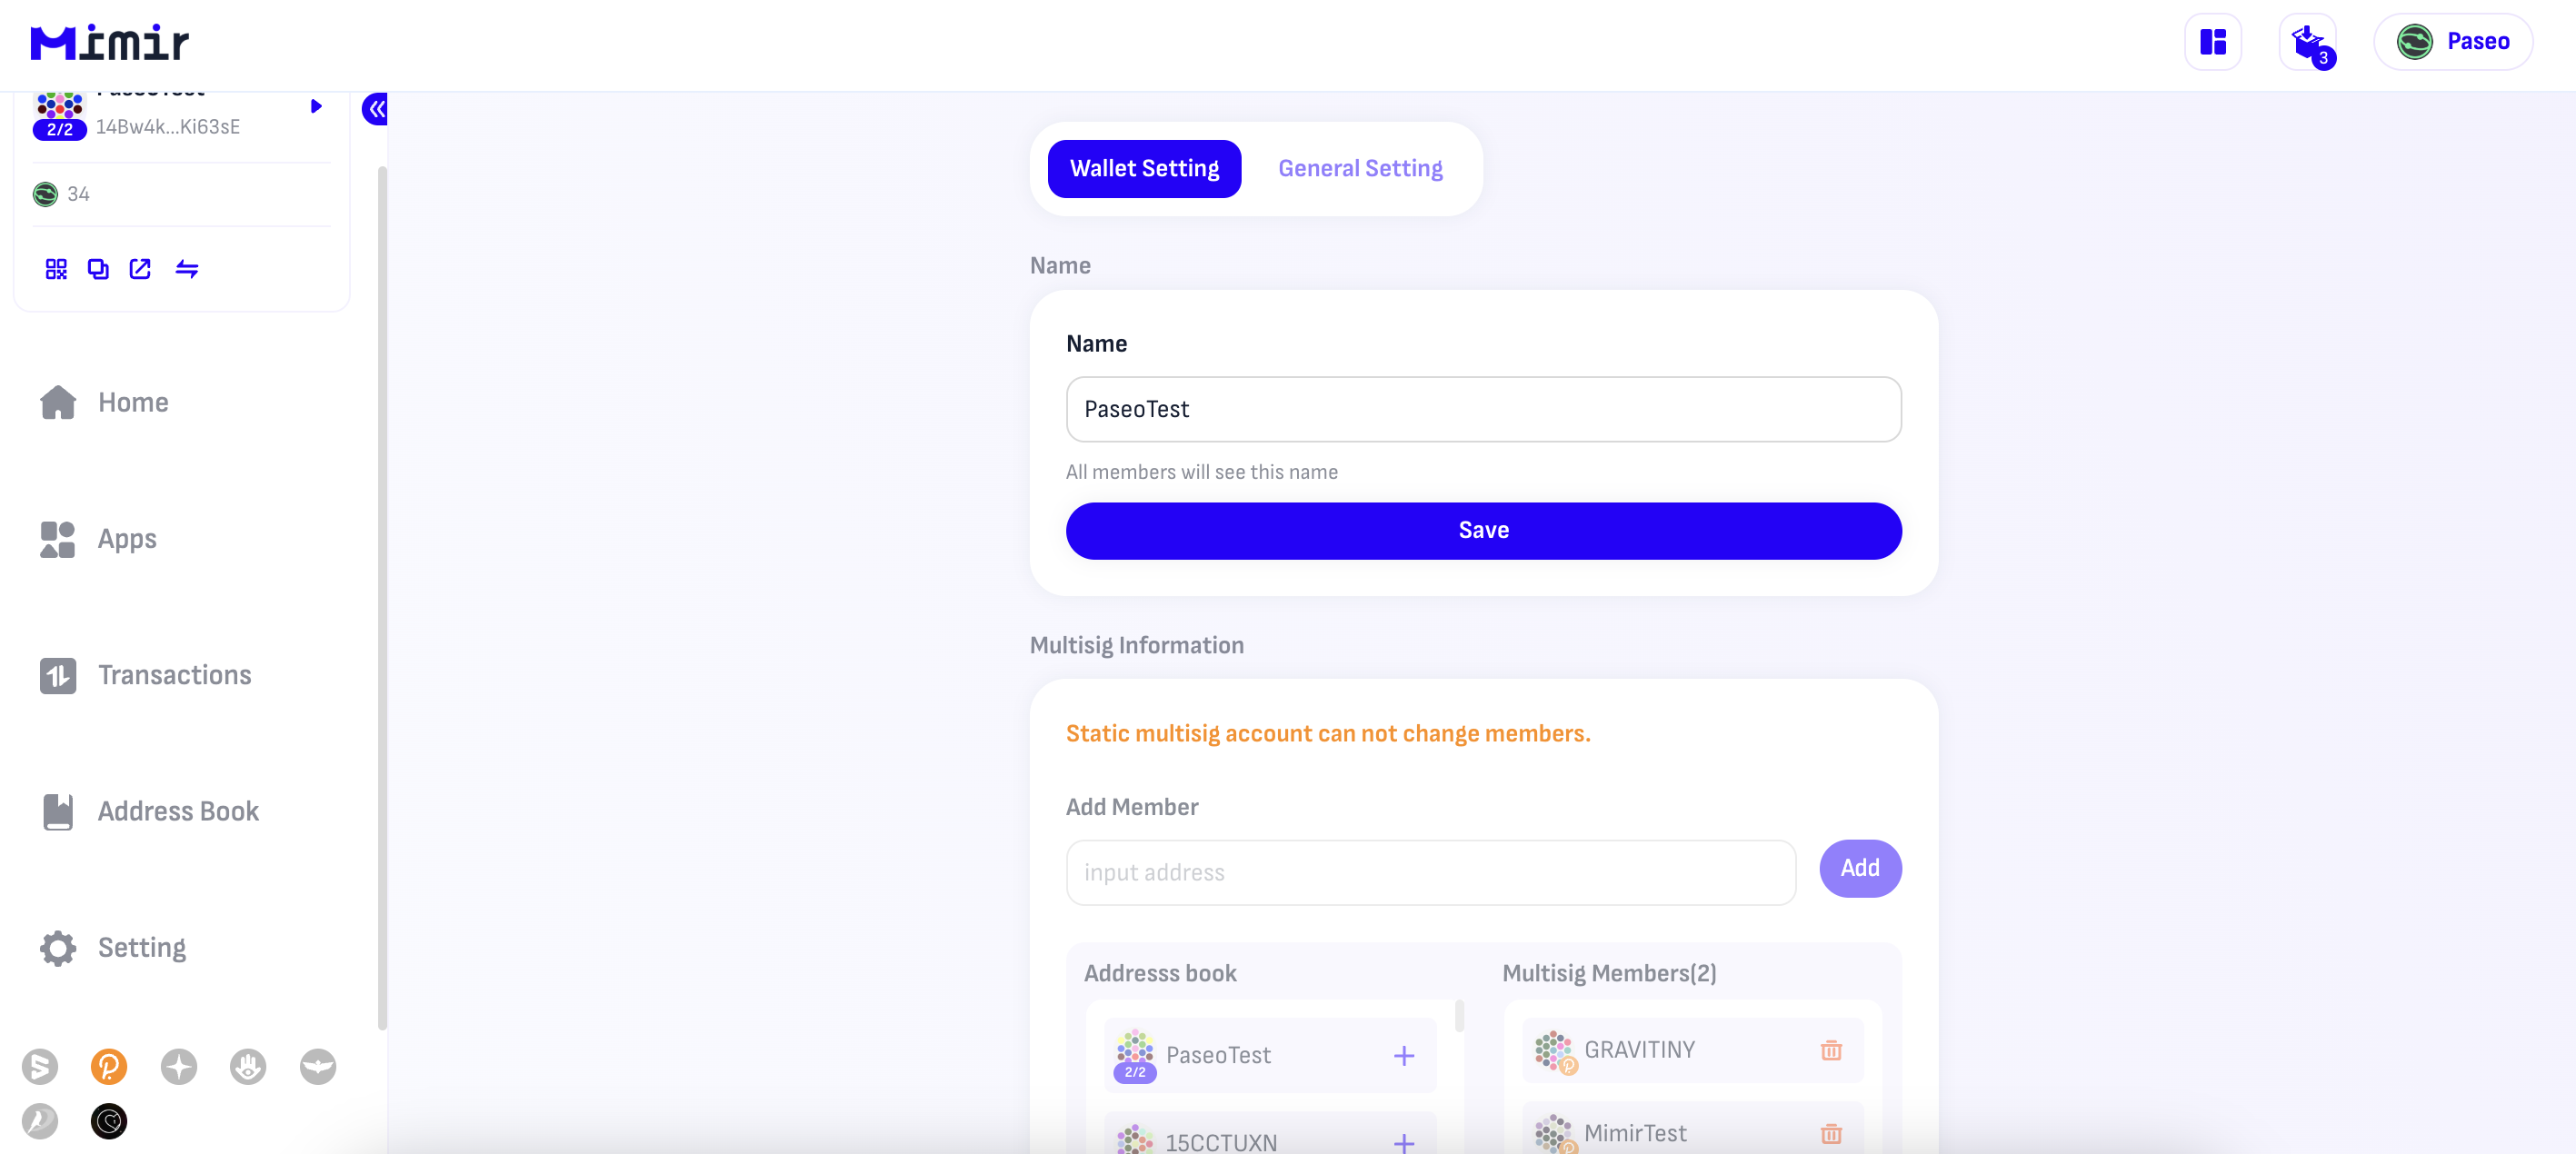 Mimir
3
Paseo
PaseoTest
2/2
14Bw4k...Ki63sE
34
Home
Apps
Transactions
Address Book
Setting
Wallet Setting
General Setting
Name
Name
PaseoTest
All members will see this name
Save
Multisig Information
Static multisig account can not change members.
Add Member
input address
Add
Addresss book
Multisig Members(2)
PaseoTest
2/2
GRAVITINY
15CCTUXN
MimirTest